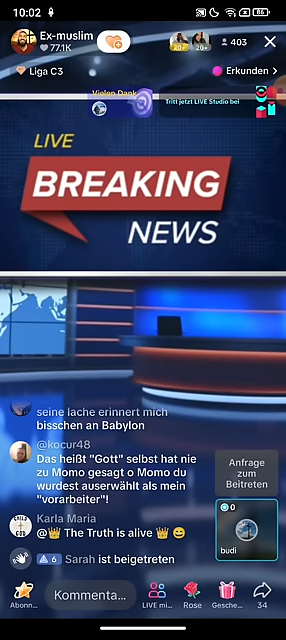 10:02
86
Ex-muslim
77.1K
20+
20+
403
Liga C3
Erkunden >
Vielen Dank
Tritt jetzt LIVE Studio bei
LIVE
BREAKING
NEWS
seine lache erinnert mich
bisschen an Babylon
@kocur48
Das heißt "Gott" selbst hat nie
zu Momo gesagt o Momo du
wurdest auserwählt als mein
"vorarbeiter"!
Anfrage
zum
Beitreten
Karla Maria
@👑 The Truth is alive 👑 😄
0
budi
6 Sarah ist beigetreten
Kommenta...
Abonn...
LIVE mi...
Rose
Gesche...
34